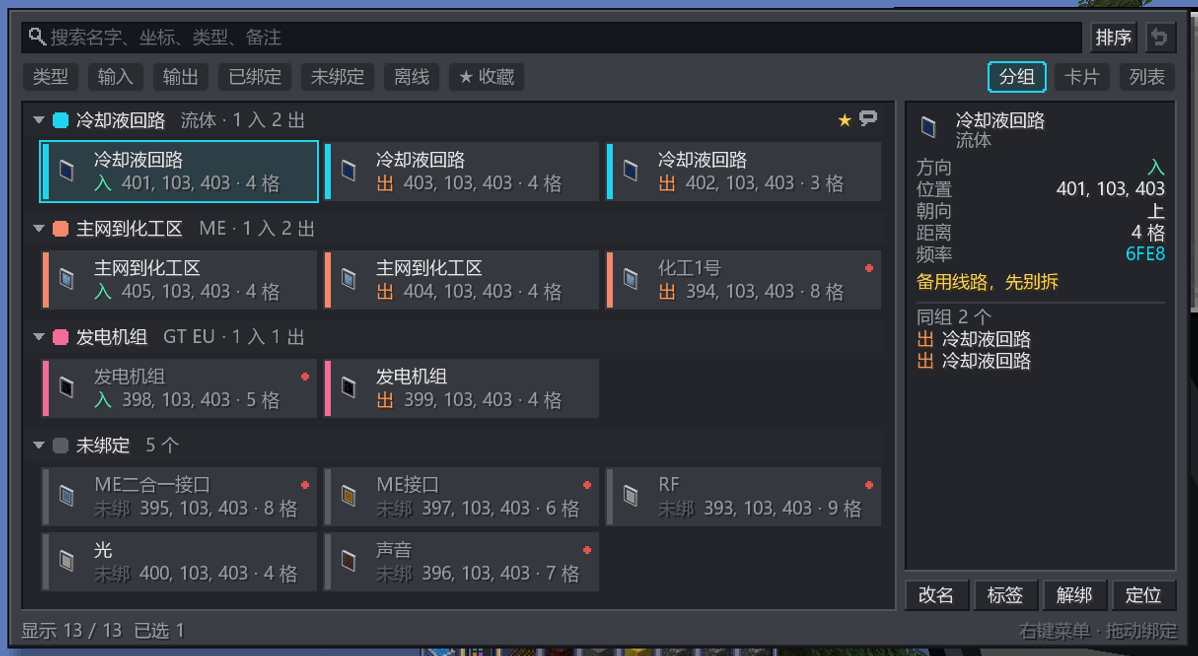 搜索名字、坐标、类型、备注 排序
类型 输入 输出 已绑定 未绑定 离线 ★ 收藏 分组 卡片 列表
冷却液回路 流体 · 1 入 2 出
冷却液回路 冷却液回路 冷却液回路
入 401, 103, 403 · 4 格 出 403, 103, 403 · 4 格 出 402, 103, 403 · 3 格
主网到化工区 ME · 1 入 2 出
主网到化工区 主网到化工区 化工1号
入 405, 103, 403 · 4 格 出 404, 103, 403 · 4 格 出 394, 103, 403 · 8 格
发电机组 GT EU · 1 入 1 出
发电机组 发电机组
入 398, 103, 403 · 5 格 出 399, 103, 403 · 4 格
未绑定 5 个
ME二合一接口 ME接口 RF
未绑 395, 103, 403 · 8 格 未绑 397, 103, 403 · 6 格 未绑 393, 103, 403 · 9 格
光 声音
未绑 400, 103, 403 · 4 格 未绑 396, 103, 403 · 7 格
冷却液回路
流体
方向 入
位置 401, 103, 403
朝向 上
距离 4 格
频率 6FE8
备用线路，先别拆
同组 2 个
出 冷却液回路
出 冷却液回路
改名 标签 解绑 定位
显示 13 / 13 已选 1 右键菜单 · 拖动绑定